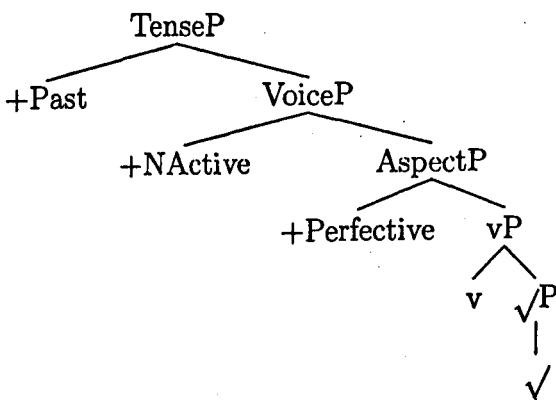 TenseP
+Past VoiceP
+NActive AspectP
+Perfective vP
v √P
√